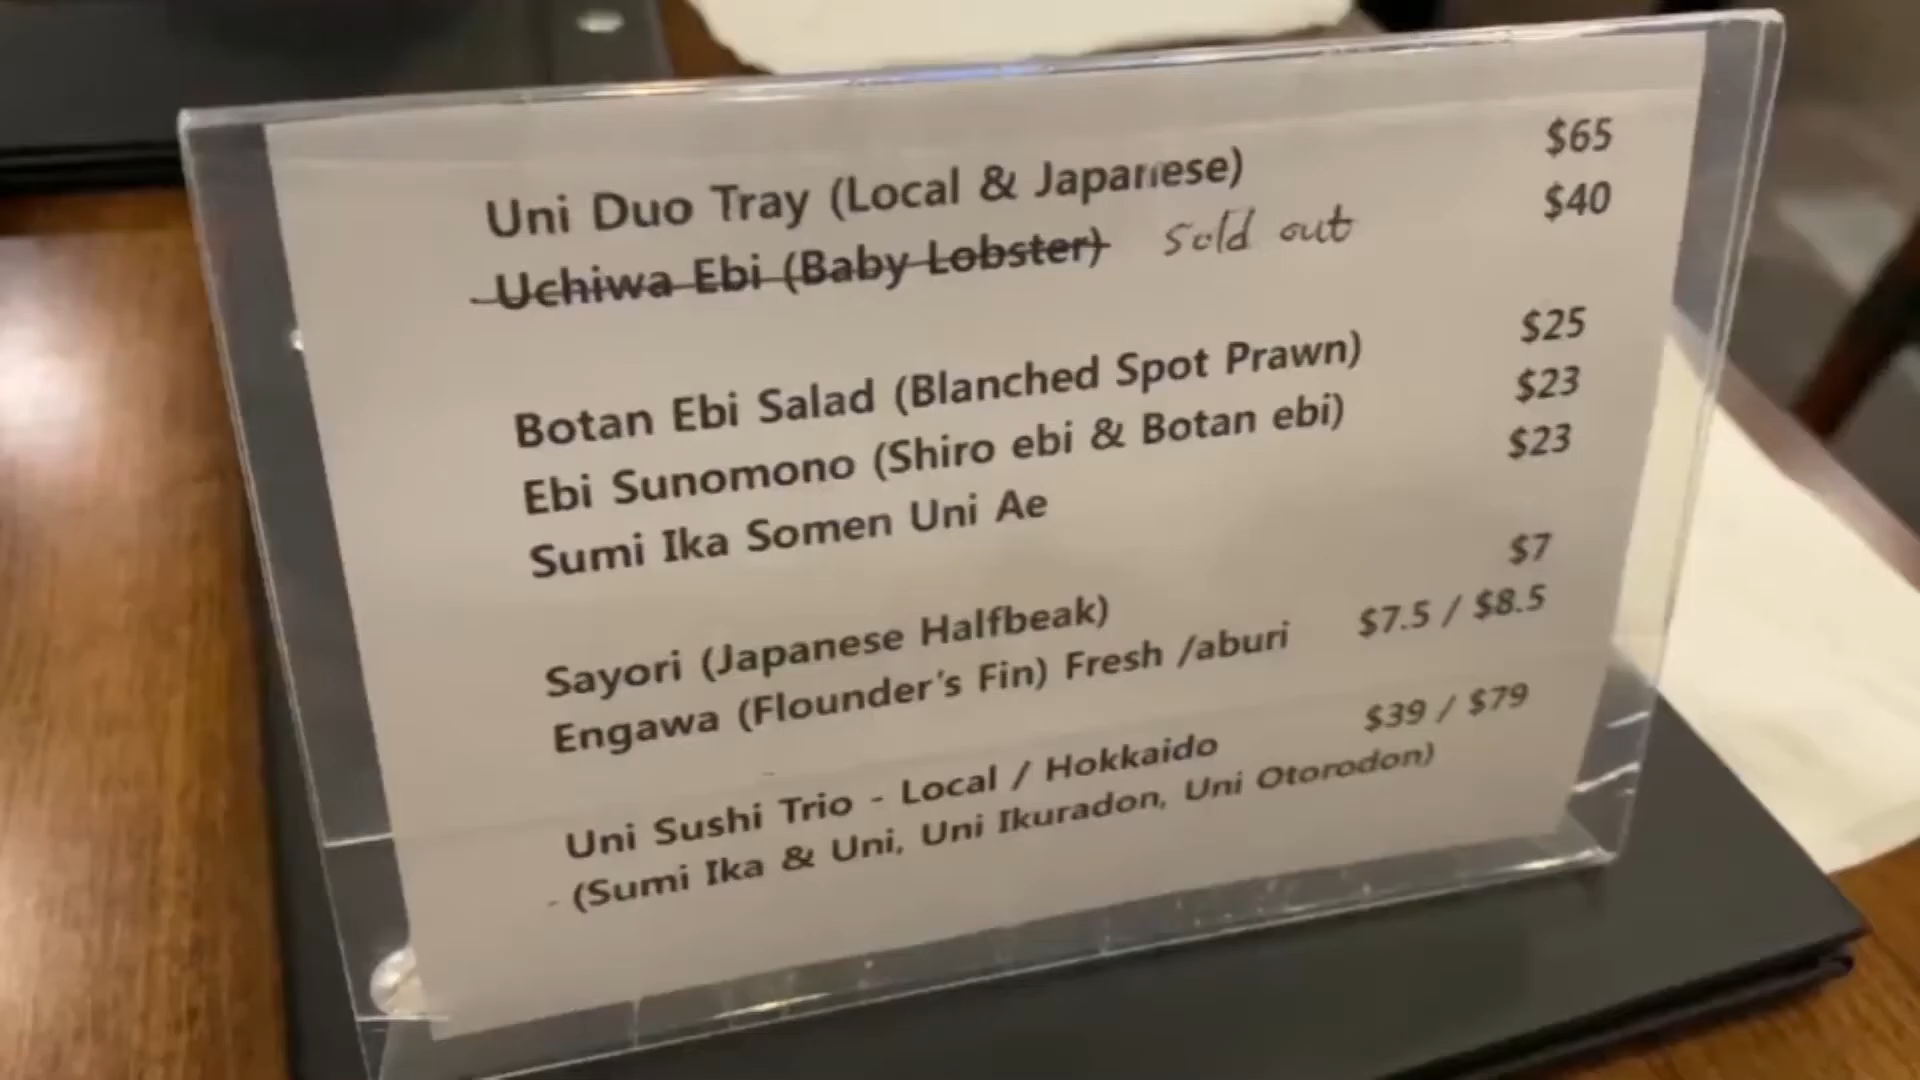 Uni Duo Tray (Local & Japanese) $65
Uchiwa Ebi (Baby Lobster) Sold out $40
Botan Ebi Salad (Blanched Spot Prawn) $25
Ebi Sunomono (Shiro ebi & Botan ebi) $23
Sumi Ika Somen Uni Ae $23
Sayori (Japanese Halfbeak) $7
Engawa (Flounder's Fin) Fresh /aburi $7.5 / $8.5
Uni Sushi Trio - Local / Hokkaido $39 / $79
- (Sumi Ika & Uni, Uni Ikuradon, Uni Otorodon)